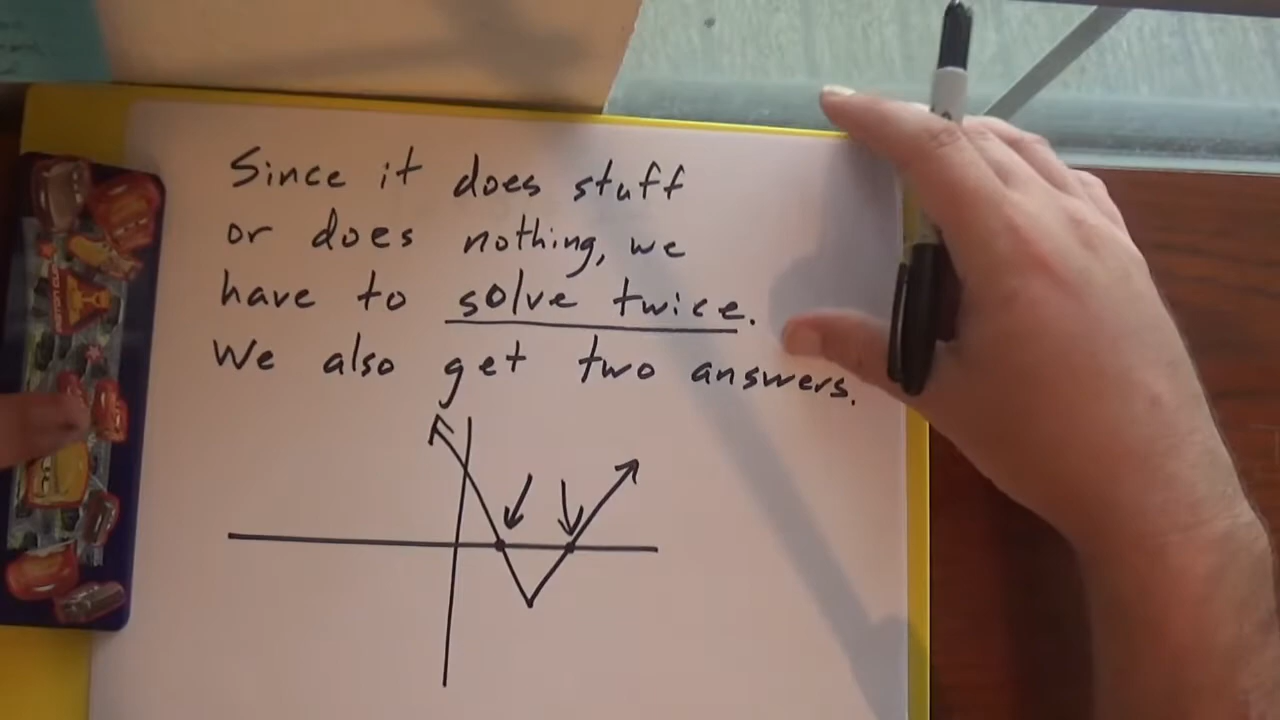 Since it does stuff
or does nothing, we
have to solve twice.
We also get two answers.